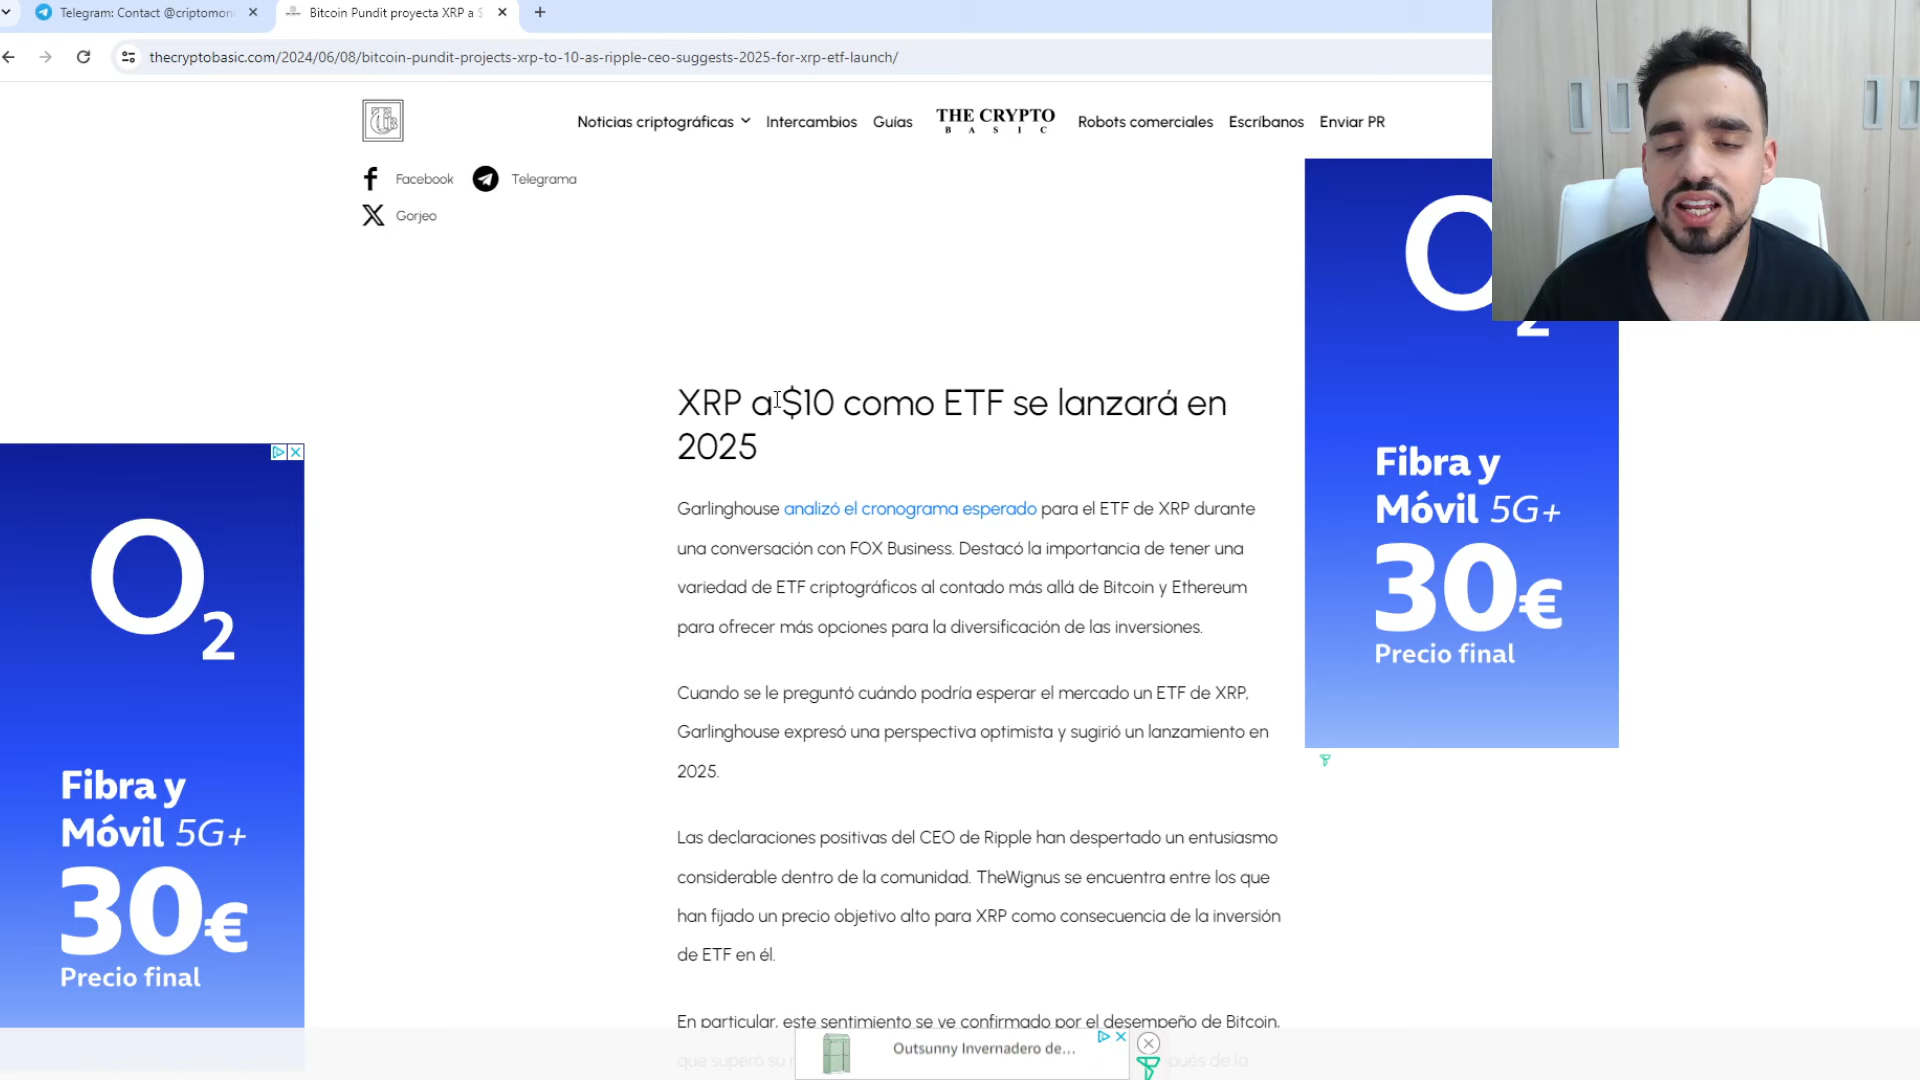 Telegram: Contact @criptomon
Bitcoin Pundit proyecta XRP a $
thecryptobasic.com/2024/06/08/bitcoin-pundit-projects-xrp-to-10-as-ripple-ceo-suggests-2025-for-xrp-etf-launch/
Noticias criptográficas
Intercambios
Guías
THE CRYPTO
BASIC
Robots comerciales
Escríbanos
Enviar PR
Facebook
Telegrama
Gorjeo
XRP a $10 como ETF se lanzará en
2025
Garlinghouse analizó el cronograma esperado para el ETF de XRP durante
una conversación con FOX Business. Destacó la importancia de tener una
variedad de ETF criptográficos al contado más allá de Bitcoin y Ethereum
para ofrecer más opciones para la diversificación de las inversiones.
Cuando se le preguntó cuándo podría esperar el mercado un ETF de XRP,
Garlinghouse expresó una perspectiva optimista y sugirió un lanzamiento en
2025.
Las declaraciones positivas del CEO de Ripple han despertado un entusiasmo
considerable dentro de la comunidad. TheWignus se encuentra entre los que
han fijado un precio objetivo alto para XRP como consecuencia de la inversión
de ETF en él.
En particular, este sentimiento se ve confirmado por el desempeño de Bitcoin,
que superó su
pués de la
O2
Fibra y
Móvil 5G+
30€
Precio final
O2
Fibra y
Móvil 5G+
30€
Precio final
Outsunny Invernadero de...